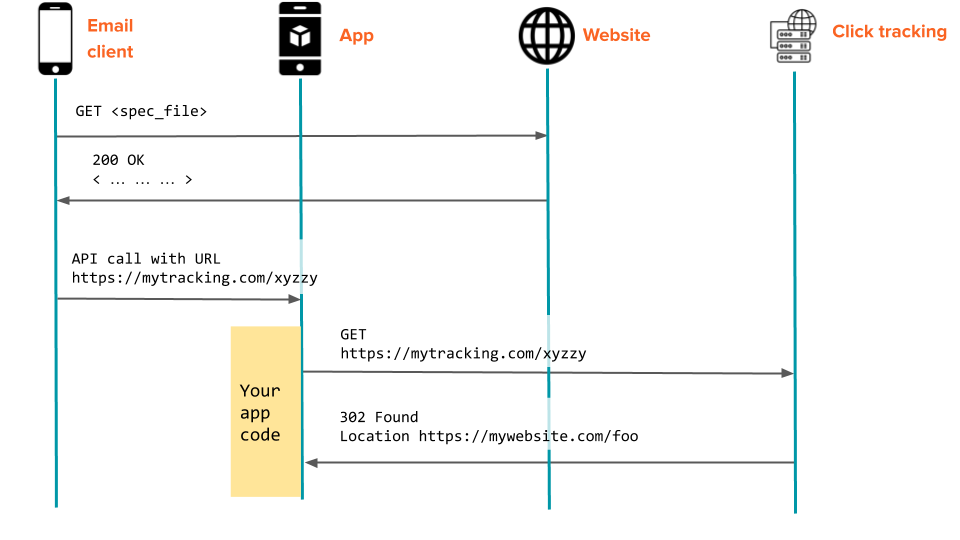 Email
client
App
Website
Click tracking
GET <spec_file>
200 OK
< … … … >
API call with URL
https://mytracking.com/xyzzy
GET
https://mytracking.com/xyzzy
Your
app
code
302 Found
Location https://mywebsite.com/foo